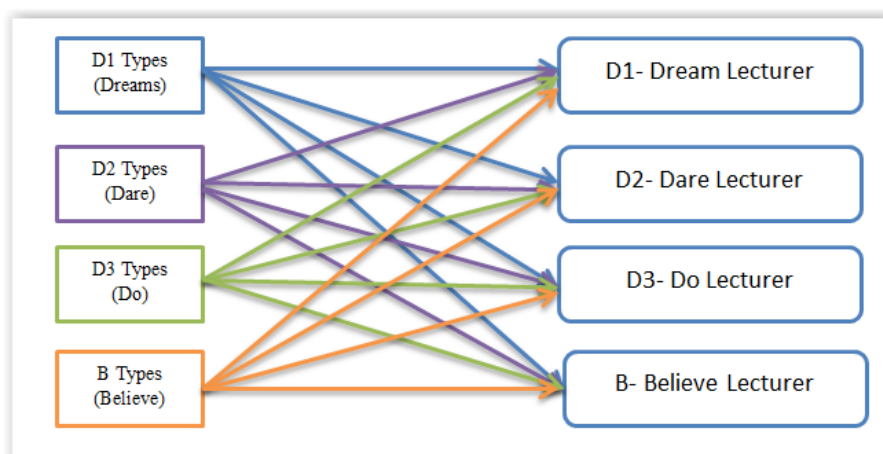 D1 Types
(Dreams)
D1- Dream Lecturer
D2 Types
(Dare)
D2- Dare Lecturer
D3 Types
(Do)
D3- Do Lecturer
B Types
(Believe)
B- Believe Lecturer